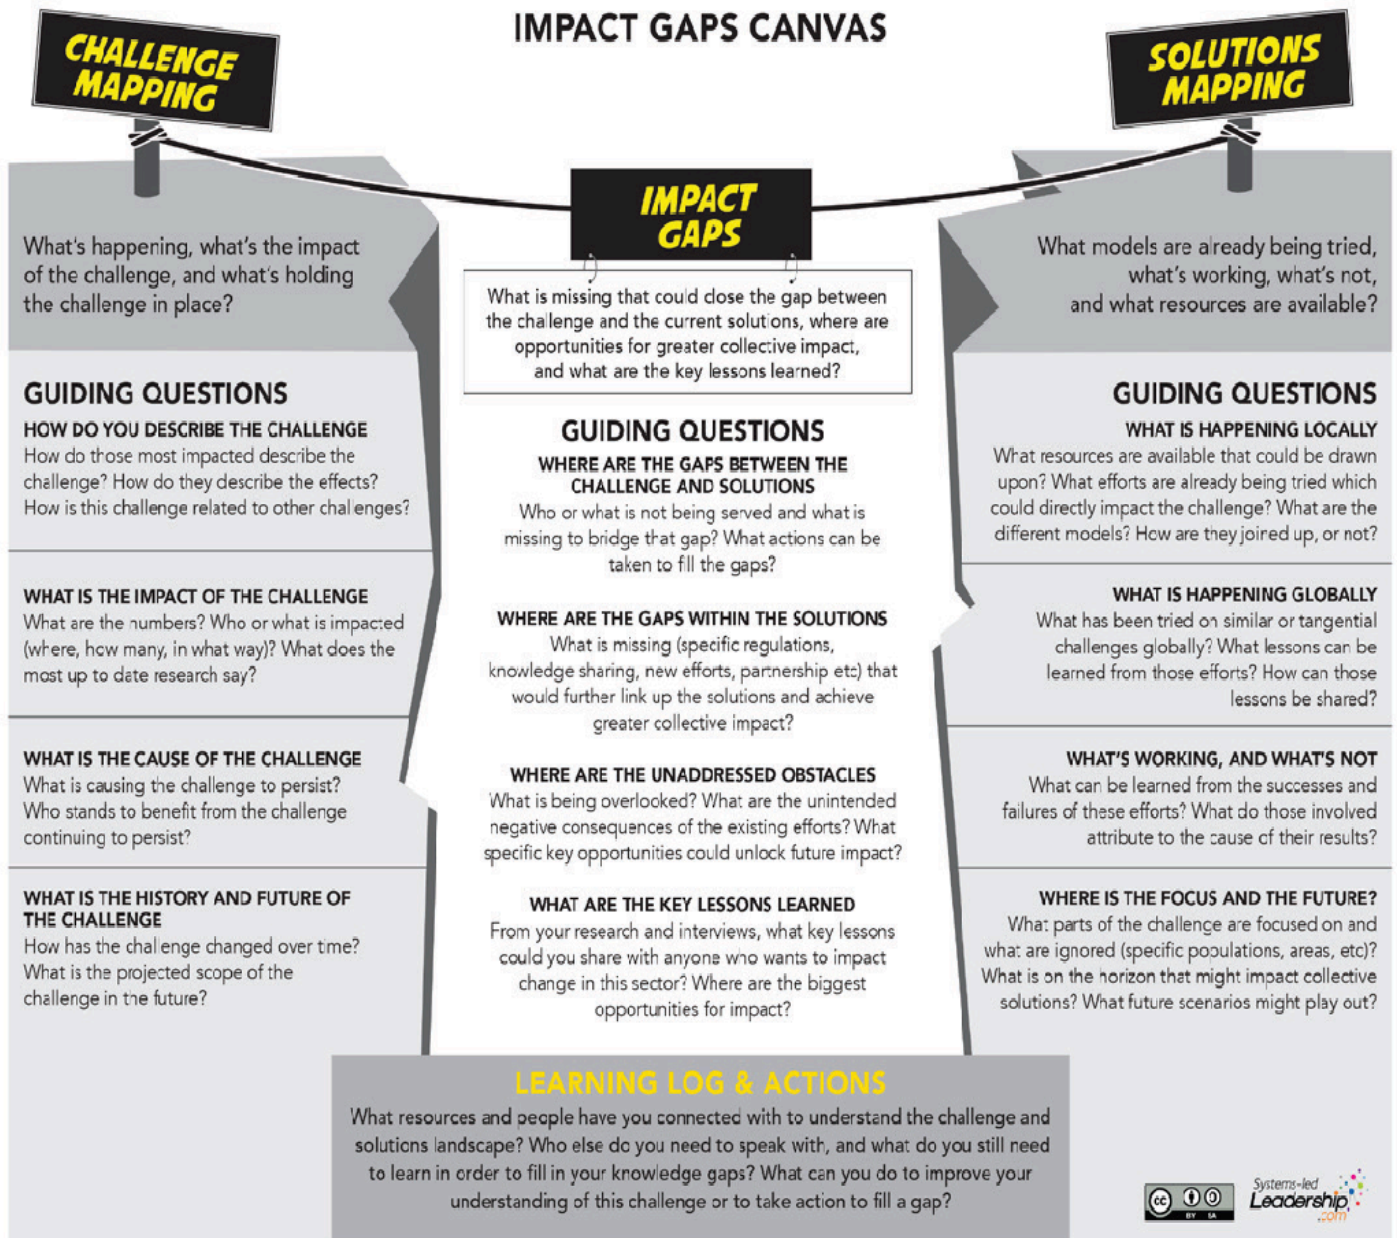 IMPACT GAPS CANVAS
CHALLENGE
MAPPING
What's happening, what's the impact
of the challenge, and what's holding
the challenge in place?
GUIDING QUESTIONS
HOW DO YOU DESCRIBE THE CHALLENGE
How do those most impacted describe the
challenge? How do they describe the effects?
How is this challenge related to other challenges?
WHAT IS THE IMPACT OF THE CHALLENGE
What are the numbers? Who or what is impacted
(where, how many, in what way)? What does the
most up to date research say?
WHAT IS THE CAUSE OF THE CHALLENGE
What is causing the challenge to persist?
Who stands to benefit from the challenge
continuing to persist?
WHAT IS THE HISTORY AND FUTURE OF
THE CHALLENGE
How has the challenge changed over time?
What is the projected scope of the
challenge in the future?
IMPACT
GAPS
What is missing that could close the gap between
the challenge and the current solutions, where are
opportunities for greater collective impact,
and what are the key lessons learned?
GUIDING QUESTIONS
WHERE ARE THE GAPS BETWEEN THE
CHALLENGE AND SOLUTIONS
Who or what is not being served and what is
missing to bridge that gap? What actions can be
taken to fill the gaps?
WHERE ARE THE GAPS WITHIN THE SOLUTIONS
What is missing (specific regulations,
knowledge sharing, new efforts, partnership etc) that
would further link up the solutions and achieve
greater collective impact?
WHERE ARE THE UNADDRESSED OBSTACLES
What is being overlooked? What are the unintended
negative consequences of the existing efforts? What
specific key opportunities could unlock future impact?
WHAT ARE THE KEY LESSONS LEARNED
From your research and interviews, what key lessons
could you share with anyone who wants to impact
change in this sector? Where are the biggest
opportunities for impact?
SOLUTIONS
MAPPING
What models are already being tried,
what's working, what's not,
and what resources are available?
GUIDING QUESTIONS
WHAT IS HAPPENING LOCALLY
What resources are available that could be drawn
upon? What efforts are already being tried which
could directly impact the challenge? What are the
different models? How are they joined up, or not?
WHAT IS HAPPENING GLOBALLY
What has been tried on similar or tangential
challenges globally? What lessons can be
learned from those efforts? How can those
lessons be shared?
WHAT'S WORKING, AND WHAT'S NOT
What can be learned from the successes and
failures of these efforts? What do those involved
attribute to the cause of their results?
WHERE IS THE FOCUS AND THE FUTURE?
What parts of the challenge are focused on and
what are ignored (specific populations, areas, etc)?
What is on the horizon that might impact collective
solutions? What future scenarios might play out?
LEARNING LOG & ACTIONS
What resources and people have you connected with to understand the challenge and
solutions landscape? Who else do you need to speak with, and what do you still need
to learn in order to fill in your knowledge gaps? What can you do to improve your
understanding of this challenge or to take action to fill a gap?
cc
BY SA
Systems-led
Leadership
.com